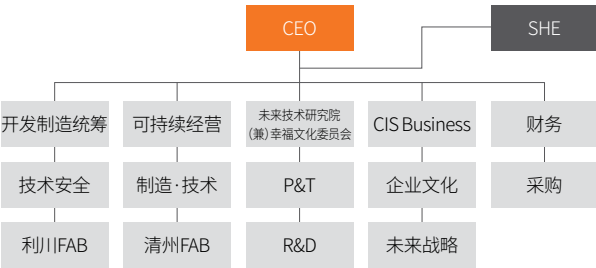 CEO
SHE
开发制造统筹
可持续经营
未来技术研究院
（兼）幸福文化委员会
CIS Business
财务
技术安全
制造·技术
P&T
企业文化
采购
利川FAB
清州FAB
R&D
未来战略